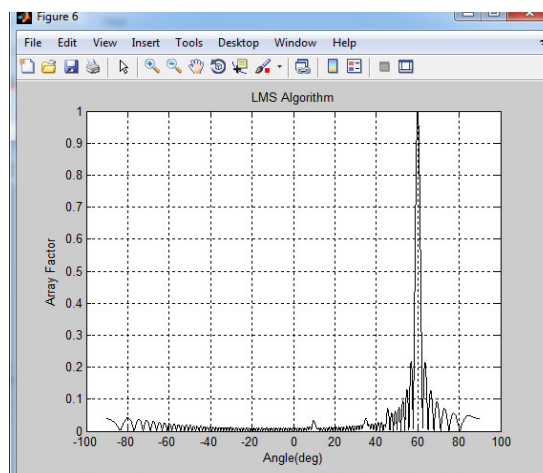 Figure 6
File Edit View Insert Tools Desktop Window Help
LMS Algorithm
1
0.9
0.8
0.7
0.6
0.5
0.4
0.3
0.2
0.1
0
Array Factor
-100 -80 -60 -40 -20 0 20 40 60 80 100
Angle(deg)